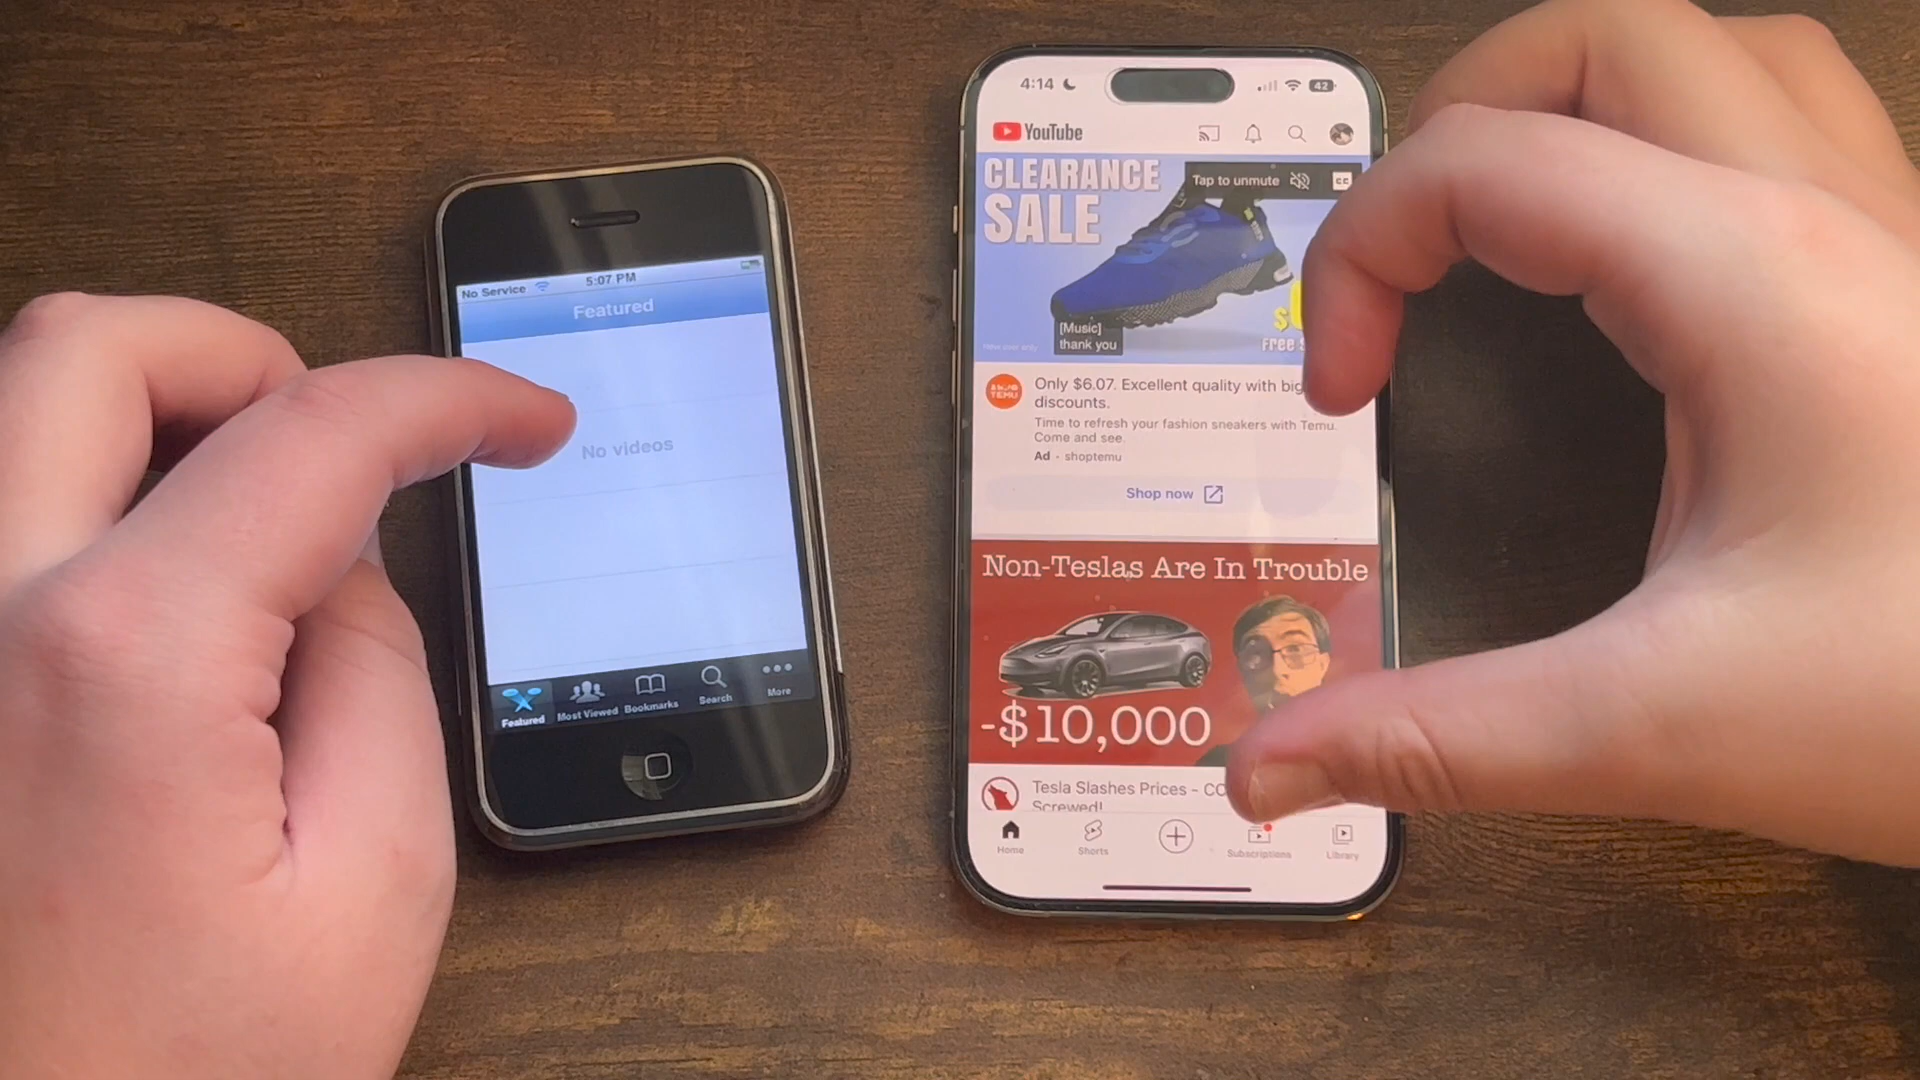 No Service
5:07 PM
Featured
No videos
Featured
Most Viewed
Bookmarks
Search
More
4:14
42
YouTube
CLEARANCE
SALE
Tap to unmute
CC
[Music]
thank you
$
FREE
TEMU
Only $6.07. Excellent quality with big
discounts.
Time to refresh your fashion sneakers with Temu.
Come and see.
Ad · shoptemu
Shop now
Non-Teslas Are In Trouble
-$10,000
Tesla Slashes Prices - CO
Screwed!
Home
Shorts
Subscriptions
Library